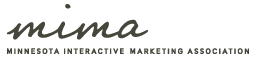 mima
MINNESOTA INTERACTIVE MARKETING ASSOCIATION